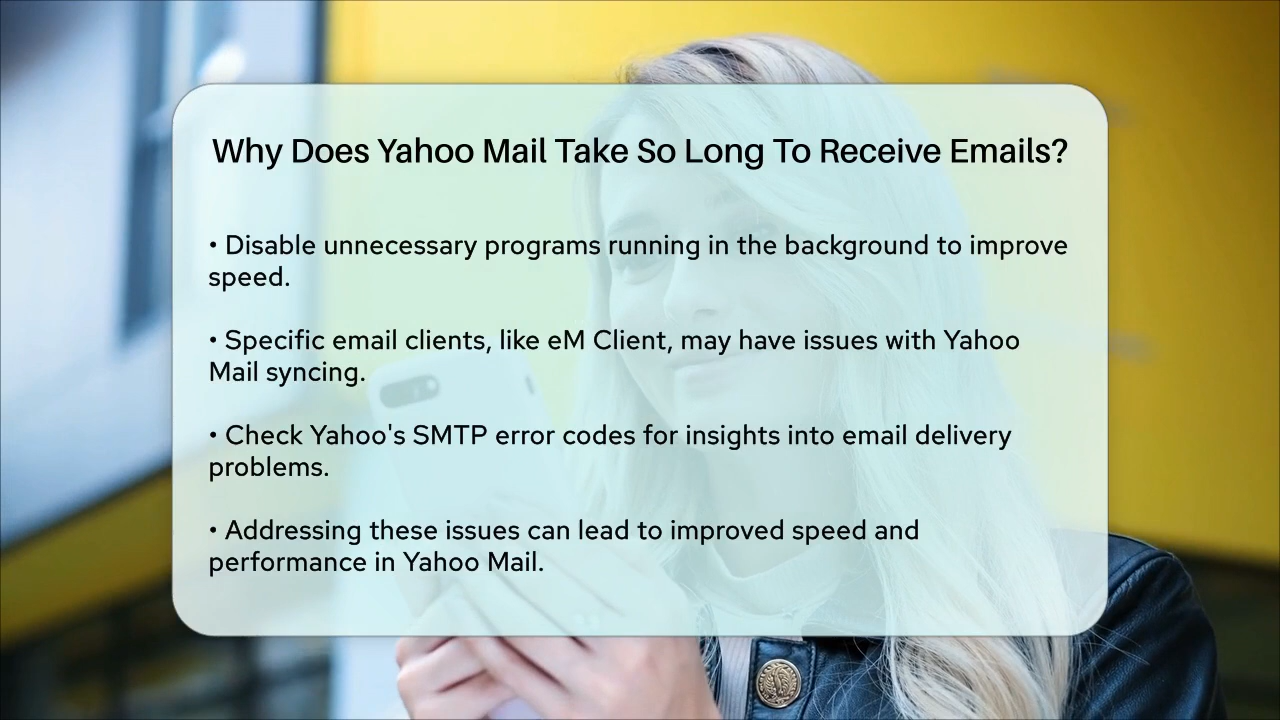 Why Does Yahoo Mail Take So Long To Receive Emails?
• Disable unnecessary programs running in the background to improve
speed.
• Specific email clients, like eM Client, may have issues with Yahoo
Mail syncing.
• Check Yahoo's SMTP error codes for insights into email delivery
problems.
• Addressing these issues can lead to improved speed and
performance in Yahoo Mail.